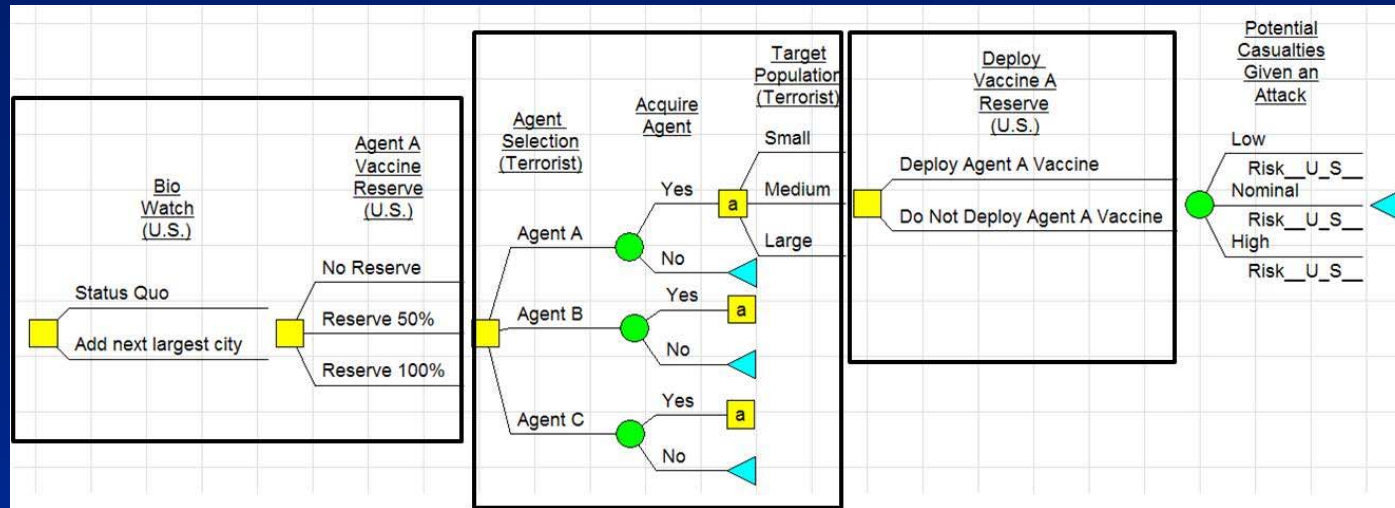 Bio
Watch
(U.S.)
Status Quo
Add next largest city
Agent A
Vaccine
Reserve
(U.S.)
No Reserve
Reserve 50%
Reserve 100%
Agent
Selection
(Terrorist)
Agent A
Agent B
Agent C
Acquire
Agent
Yes
No
Yes
No
Yes
No
Target
Population
(Terrorist)
a
Small
Medium
Large
a
a
Deploy
Vaccine A
Reserve
(U.S.)
Deploy Agent A Vaccine
Do Not Deploy Agent A Vaccine
Potential
Casualties
Given an
Attack
Low
Risk__U_S__
Nominal
Risk__U_S__
High
Risk__U_S__